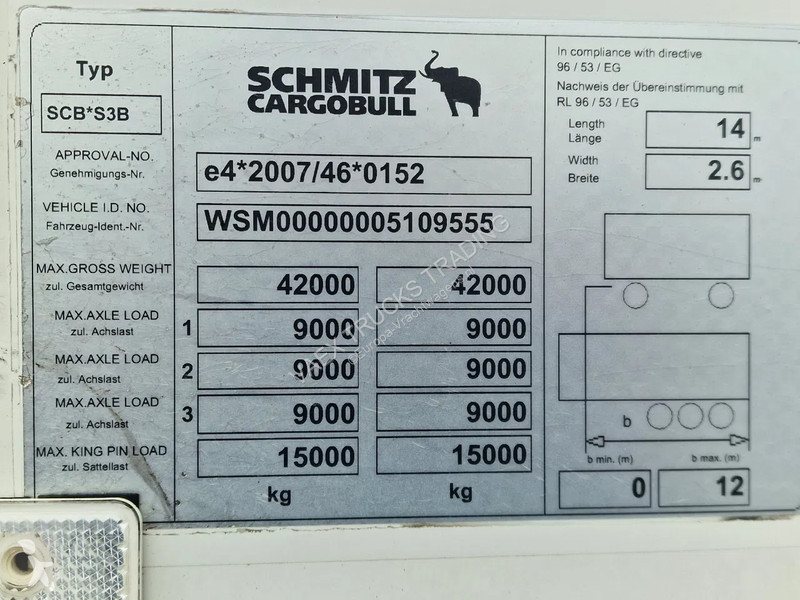 Typ
SCB*S3B
SCHMITZ
CARGOBULL
APPROVAL-NO.
Genehmigungs-Nr.
e4*2007/46*0152
VEHICLE I.D. NO.
Fahrzeug-Ident.-Nr.
WSM00000005109555
MAX.GROSS WEIGHT
zul. Gesamtgewicht
42000 42000
MAX.AXLE LOAD
zul. Achslast
1 9000 9000
MAX.AXLE LOAD
zul. Achslast
2 9000 9000
MAX.AXLE LOAD
zul. Achslast
3 9000 9000
MAX. KING PIN LOAD
zul. Sattellast
15000 15000
kg kg
In compliance with directive
96 / 53 / EG
Nachweis der Übereinstimmung mit
RL 96 / 53 / EG
Length
Länge
14 m
Width
Breite
2.6 m
b
b min. (m) b max. (m)
0 12
TRUCKS TRADING